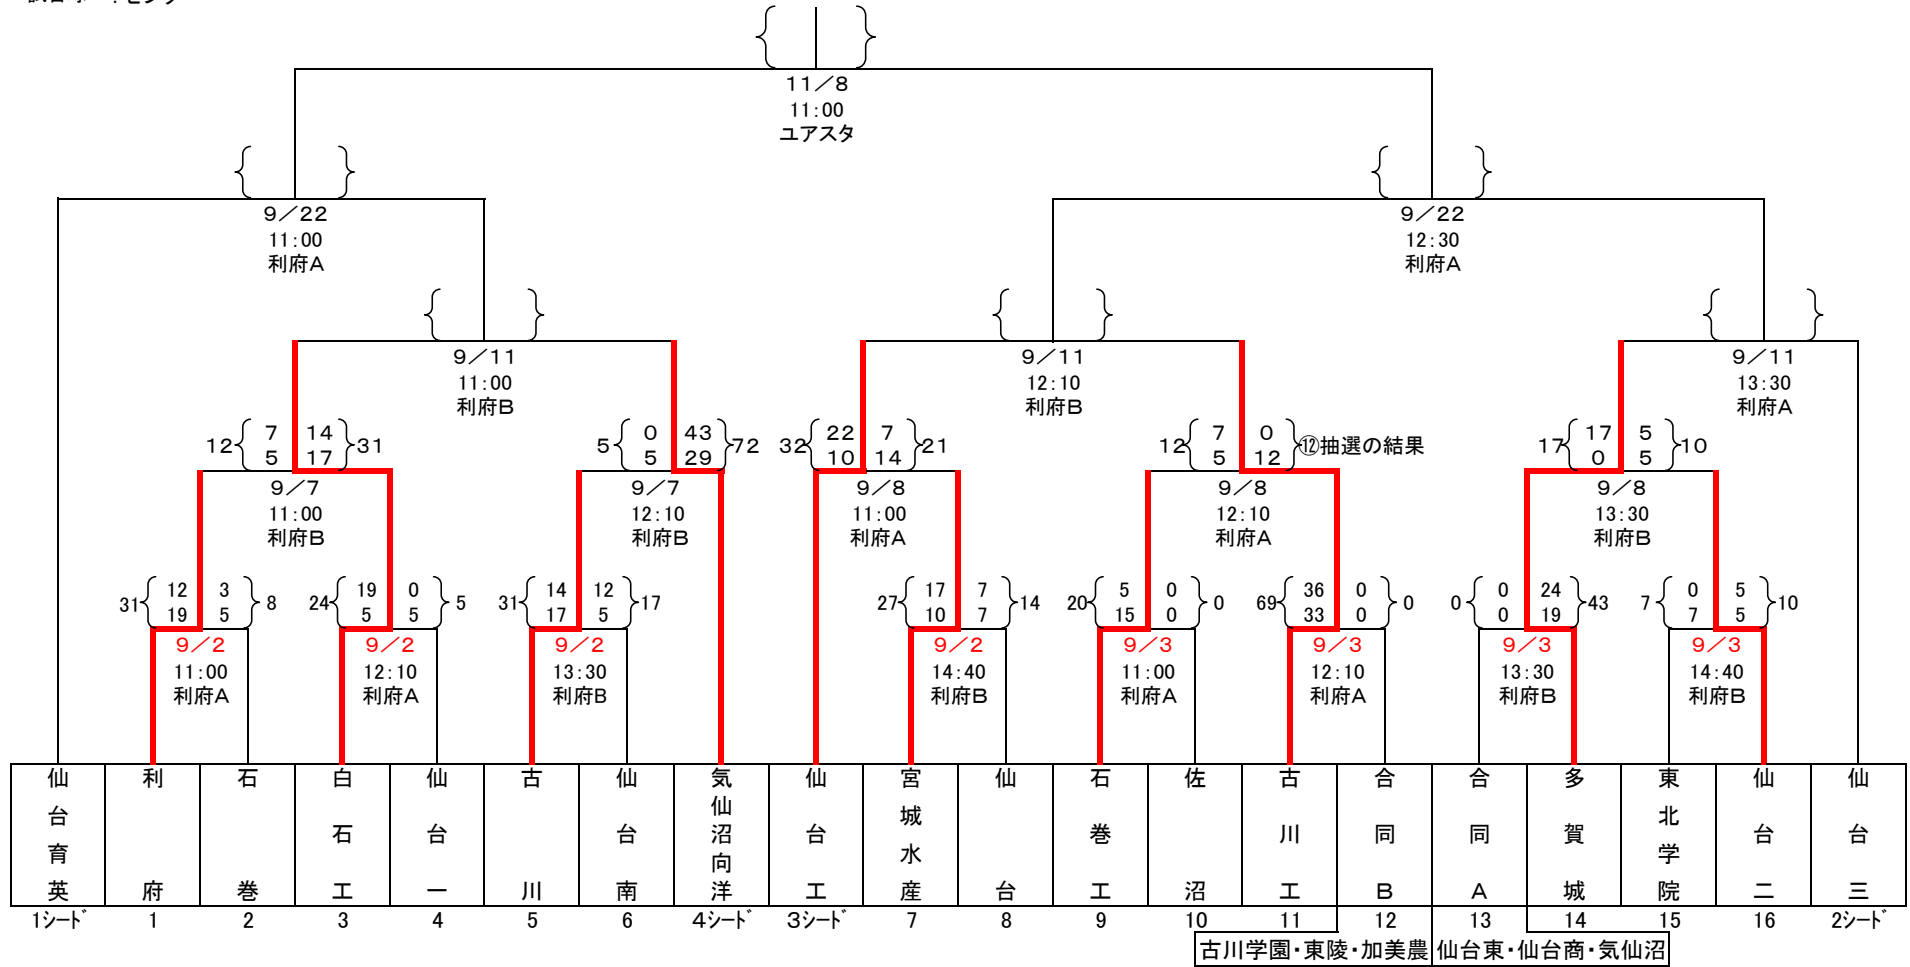 11／8
11：00
ユアスタ
9／22
11：00
利府A
9／22
12：30
利府A
9／11
11：00
利府B
9／11
12：10
利府B
9／11
13：30
利府A
12 7 14 31
5 17
5 0 43 72
5 29
32 22 7 21
10 14
12 7 0 ⑫抽選の結果
5 12
17 17 5 10
0 5
9／7
11：00
利府B
9／7
12：10
利府B
9／8
11：00
利府A
9／8
12：10
利府A
9／8
13：30
利府B
31 12 3 8
19 5
24 19 0 5
5 5
31 14 12 17
17 5
27 17 7 14
10 7
20 5 0 0
15 0
69 36 0 0
33 0
0 0 24 43
0 19
7 0 5 10
7 5
9／2
11：00
利府A
9／2
12：10
利府A
9／2
13：30
利府B
9／2
14：40
利府B
9／3
11：00
利府A
9／3
12：10
利府A
9／3
13：30
利府B
9／3
14：40
利府B
仙台育英
利府
石巻
白石工
仙台一
古川
仙台南
気仙沼向洋
仙台工
宮城水産
仙台
石巻工
佐沼
古川工
合同B
合同A
多賀城
東北学院
仙台二
仙台三
1シード 1 2 3 4 5 6 4シード 3シード 7 8 9 10 11 12 13 14 15 16 2シード
古川学園・東陵・加美農 仙台東・仙台商・気仙沼